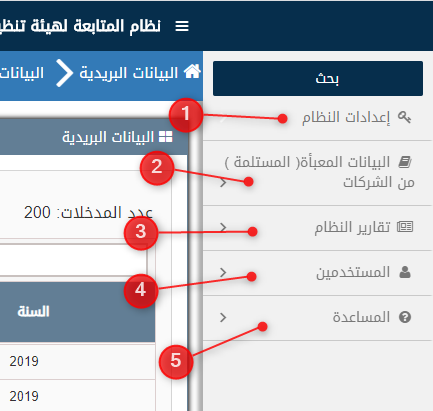 نظام المتابعة لهيئة تنظي
البيانات البريدية
البيانات
بحث
1
إعدادات النظام
البيانات البريدية
2
البيانات المعبأة( المستلمة )
من الشركات
عدد المدخلات: 200
3
تقارير النظام
4
المستخدمين
السنة
5
المساعدة
2019
2019